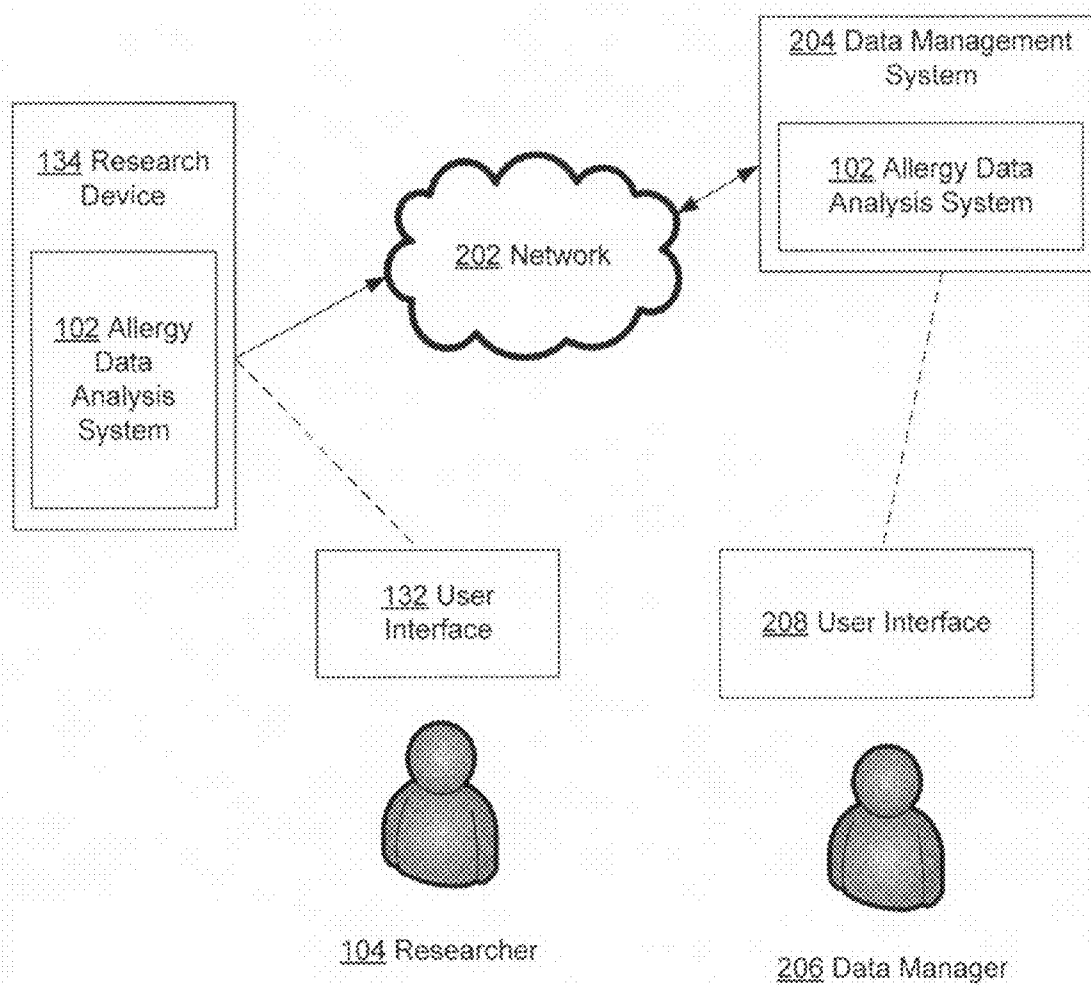 204 Data Management
System
134 Research
Device
102 Allergy Data
Analysis System
202 Network
102 Allergy
Data
Analysis
System
132 User
Interface
208 User Interface
104 Researcher
206 Data Manager